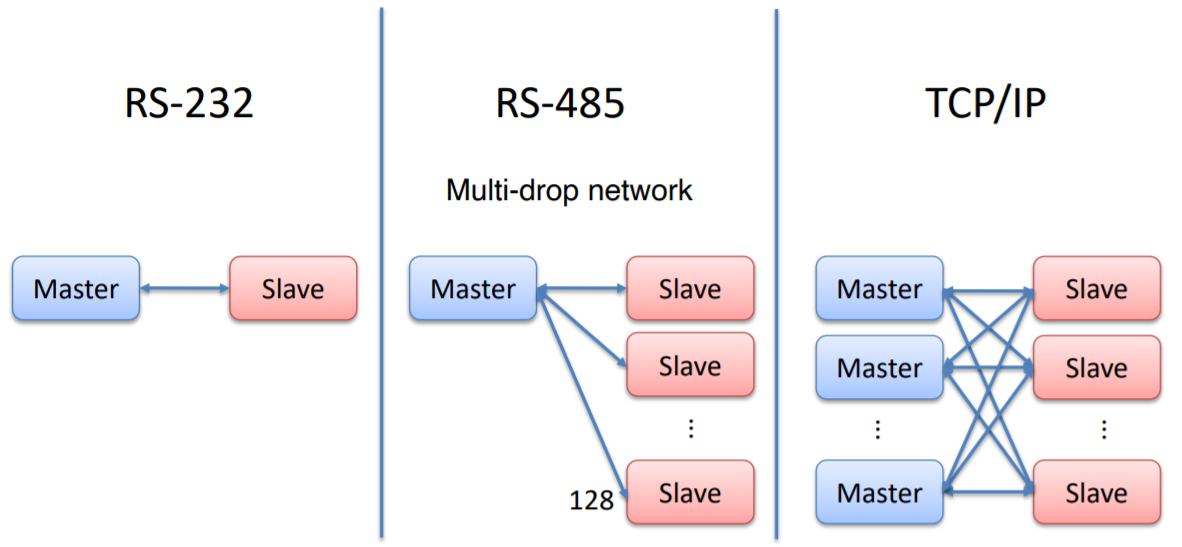 RS-232
Master
Slave
RS-485
Multi-drop network
Master
Slave
Slave
⋮
128
Slave
TCP/IP
Master
Slave
Master
Slave
⋮
⋮
Master
Slave